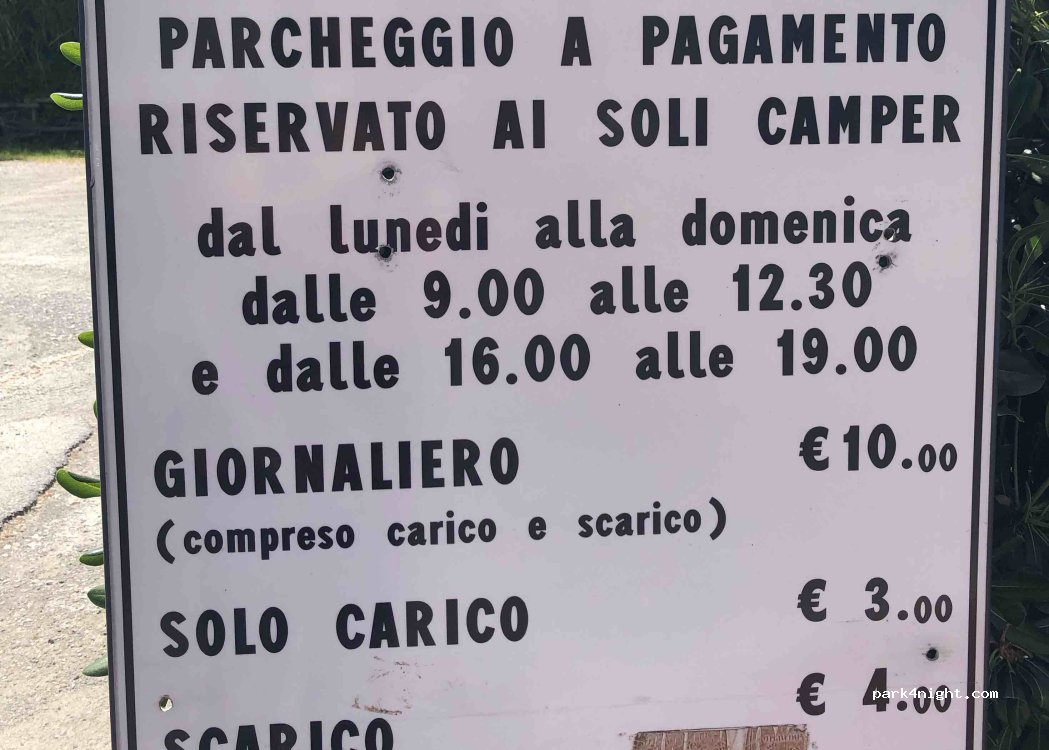 PARCHEGGIO A PAGAMENTO
RISERVATO AI SOLI CAMPER
dal lunedi alla domenica
dalle 9.00 alle 12.30
e dalle 16.00 alle 19.00
GIORNALIERO € 10.00
(compreso carico e scarico)
SOLO CARICO € 3.00
SCARICO € 4.00
park4night.com